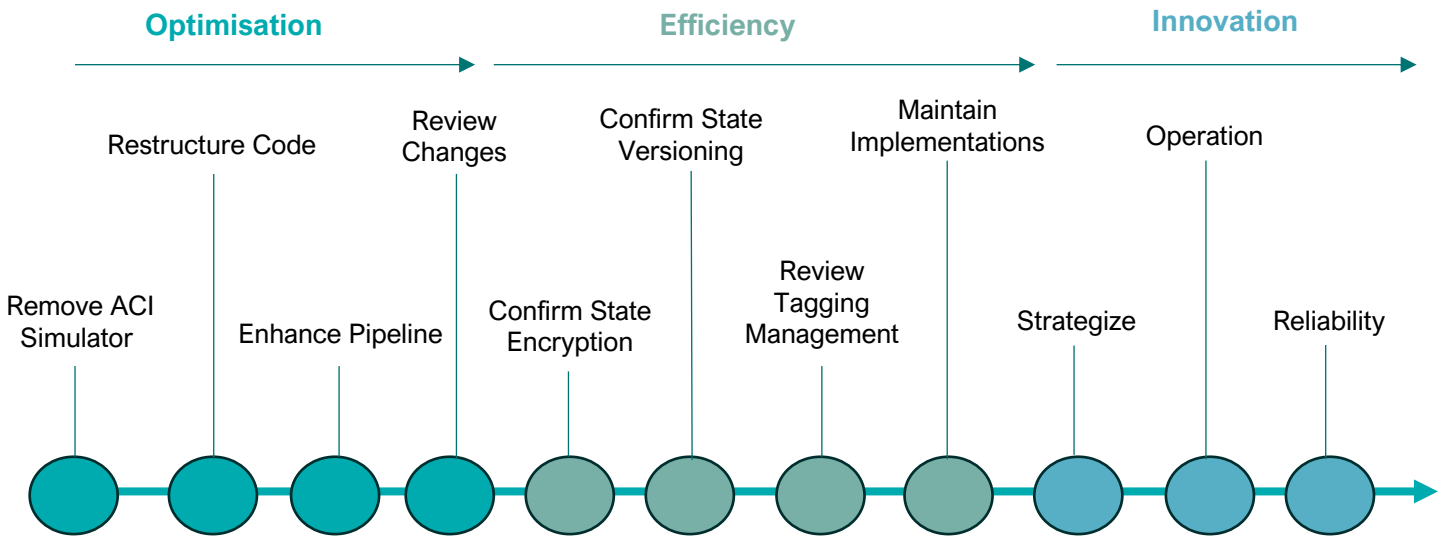 Optimisation
Efficiency
Innovation
Remove ACI
Simulator
Restructure Code
Enhance Pipeline
Review
Changes
Confirm State
Encryption
Confirm State
Versioning
Review
Tagging
Management
Maintain
Implementations
Strategize
Operation
Reliability